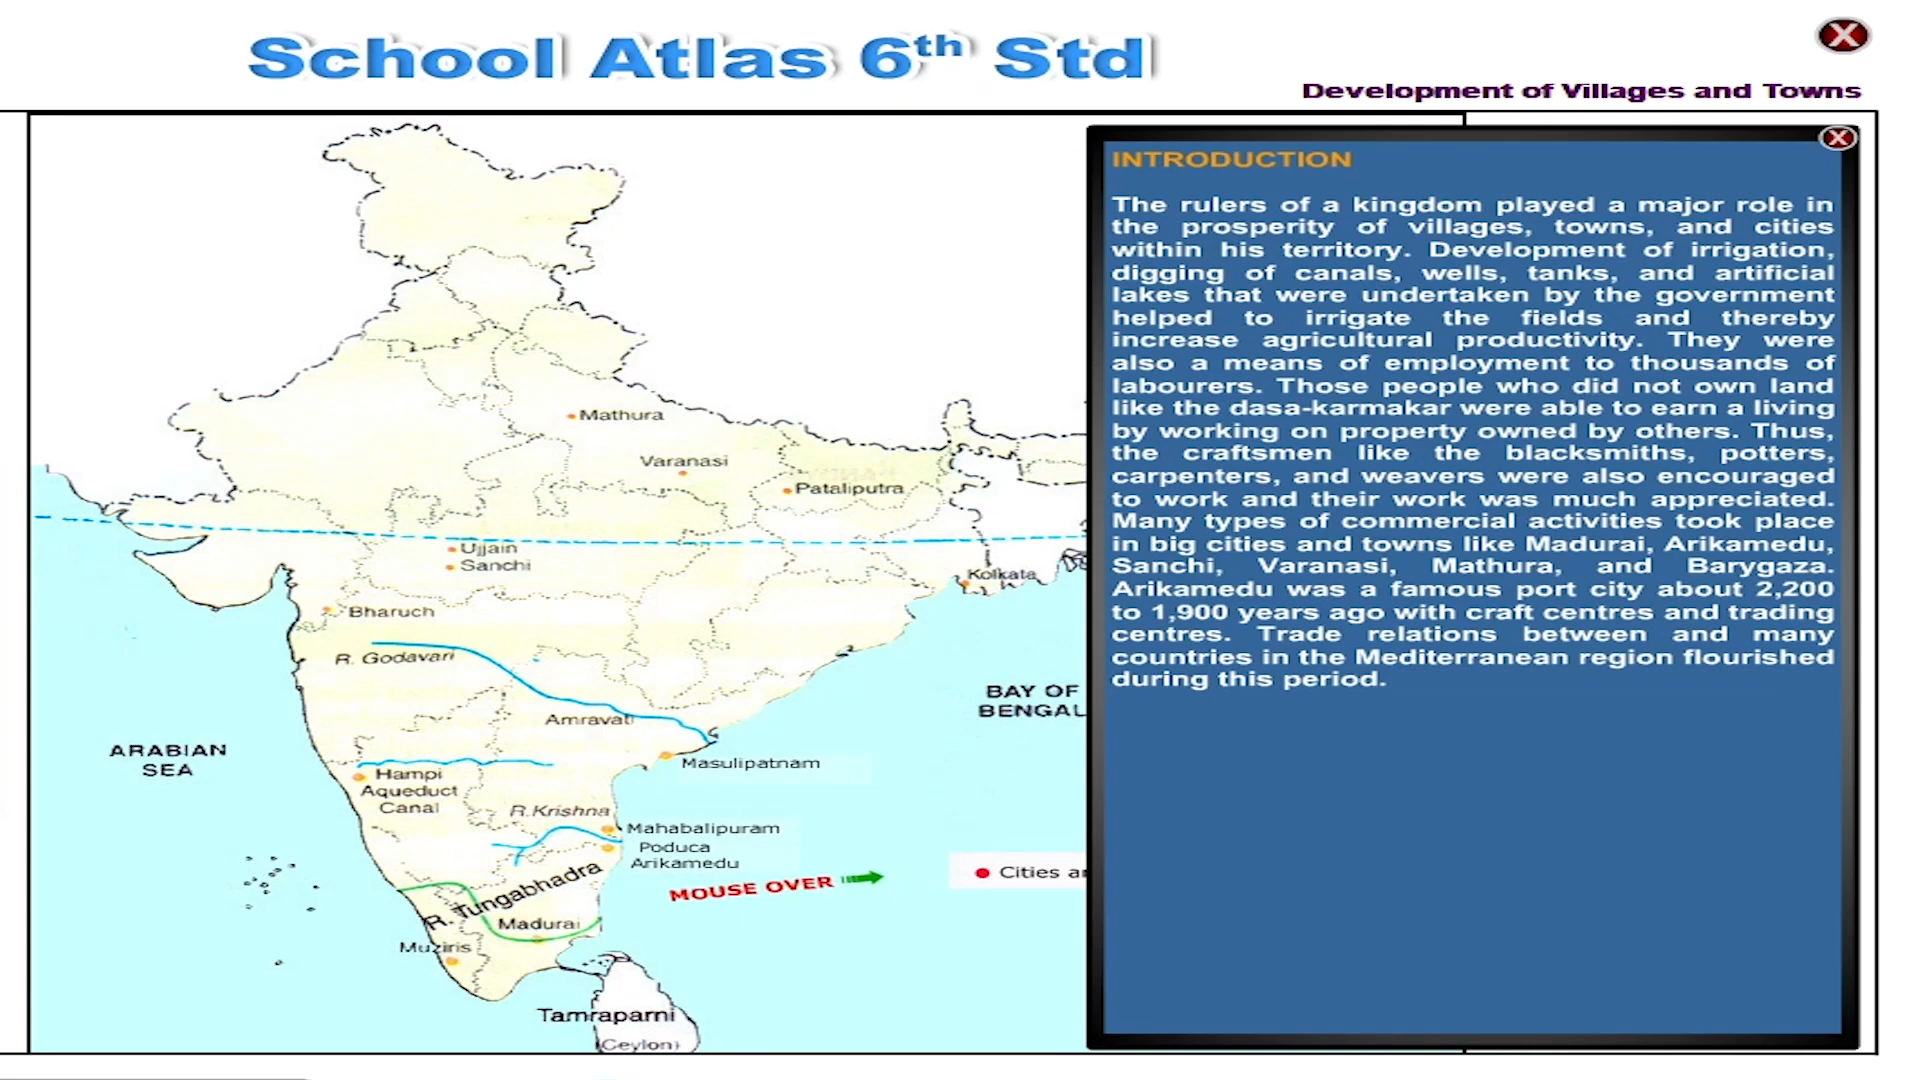 School Atlas 6th Std
Development of Villages and Towns
INTRODUCTION
The rulers of a kingdom played a major role in
the prosperity of villages, towns, and cities
within his territory. Development of irrigation,
digging of canals, wells, tanks, and artificial
lakes that were undertaken by the government
helped to irrigate the fields and thereby
increase agricultural productivity. They were
also a means of employment to thousands of
labourers. Those people who did not own land
like the dasa-karmakar were able to earn a living
by working on property owned by others. Thus,
the craftsmen like the blacksmiths, potters,
carpenters, and weavers were also encouraged
to work and their work was much appreciated.
Many types of commercial activities took place
in big cities and towns like Madurai, Arikamedu,
Sanchi, Varanasi, Mathura, and Barygaza.
Arikamedu was a famous port city about 2,200
to 1,900 years ago with craft centres and trading
centres. Trade relations between and many
countries in the Mediterranean region flourished
during this period.
Mathura
Varanasi
Pataliputra
Ujjain
Sanchi
Kolkata
Bharuch
R. Godavari
BAY OF
BENGAL
Amravati
ARABIAN
SEA
Masulipatnam
Hampi
Aqueduct
Canal
R.Krishna
Mahabalipuram
Poduca
Arikamedu
Cities a
MOUSE OVER
R. Tungabhadra
Madurai
Muziris
Tamraparni
(Ceylon)